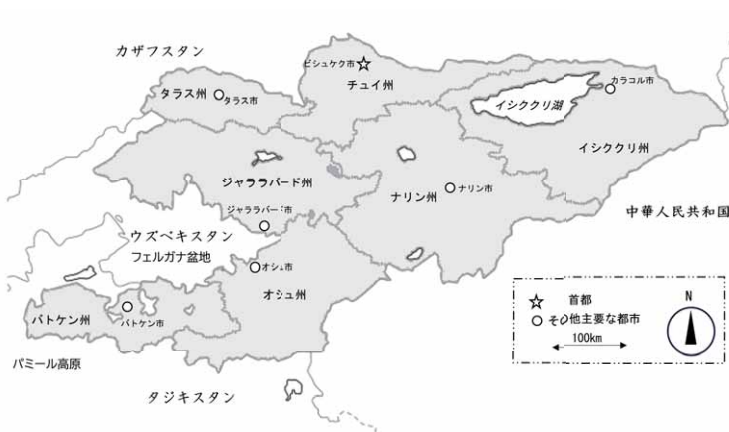 カザフスタン
ビシュケク市
チュイ州
タラス州
タラス市
カラコル市
イシククリ湖
イシククリ州
ジャララバード州
ナリン州
ナリン市
ジャララバード市
中華人民共和国
ウズベキスタン
フェルガナ盆地
オシュ市
オシュ州
バトケン州
バトケン市
パミール高原
タジキスタン
首都
その他主要な都市
100km
N